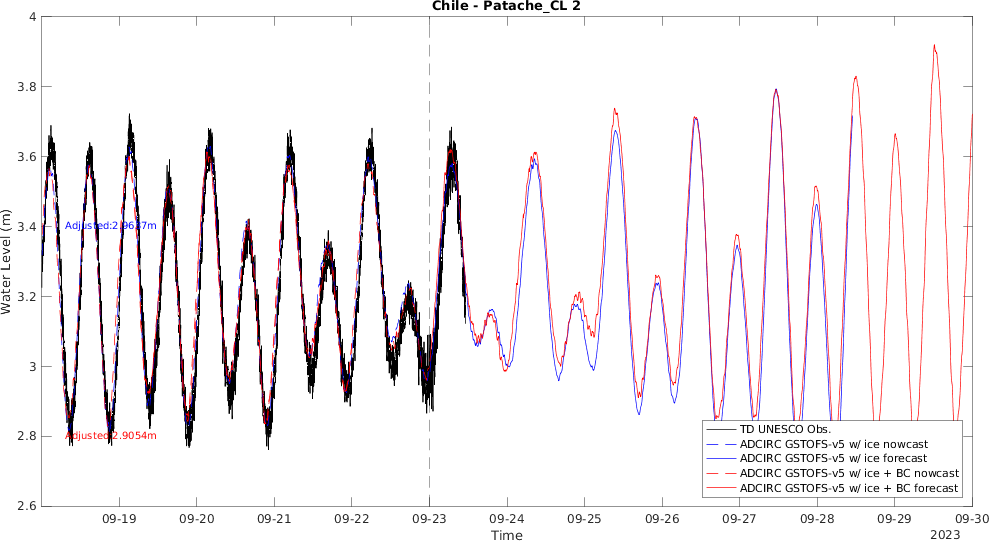 Chile - Patache_CL 2
4
3.8
3.6
3.4
3.2
3
2.8
2.6
Water Level (m)
Adjusted:2.9637m
Adjusted:2.9054m
TD UNESCO Obs.
ADCIRC GSTOFS-v5 w/ ice nowcast
ADCIRC GSTOFS-v5 w/ ice forecast
ADCIRC GSTOFS-v5 w/ ice + BC nowcast
ADCIRC GSTOFS-v5 w/ ice + BC forecast
09-19 09-20 09-21 09-22 09-23 09-24 09-25 09-26 09-27 09-28 09-29 09-30
Time
2023